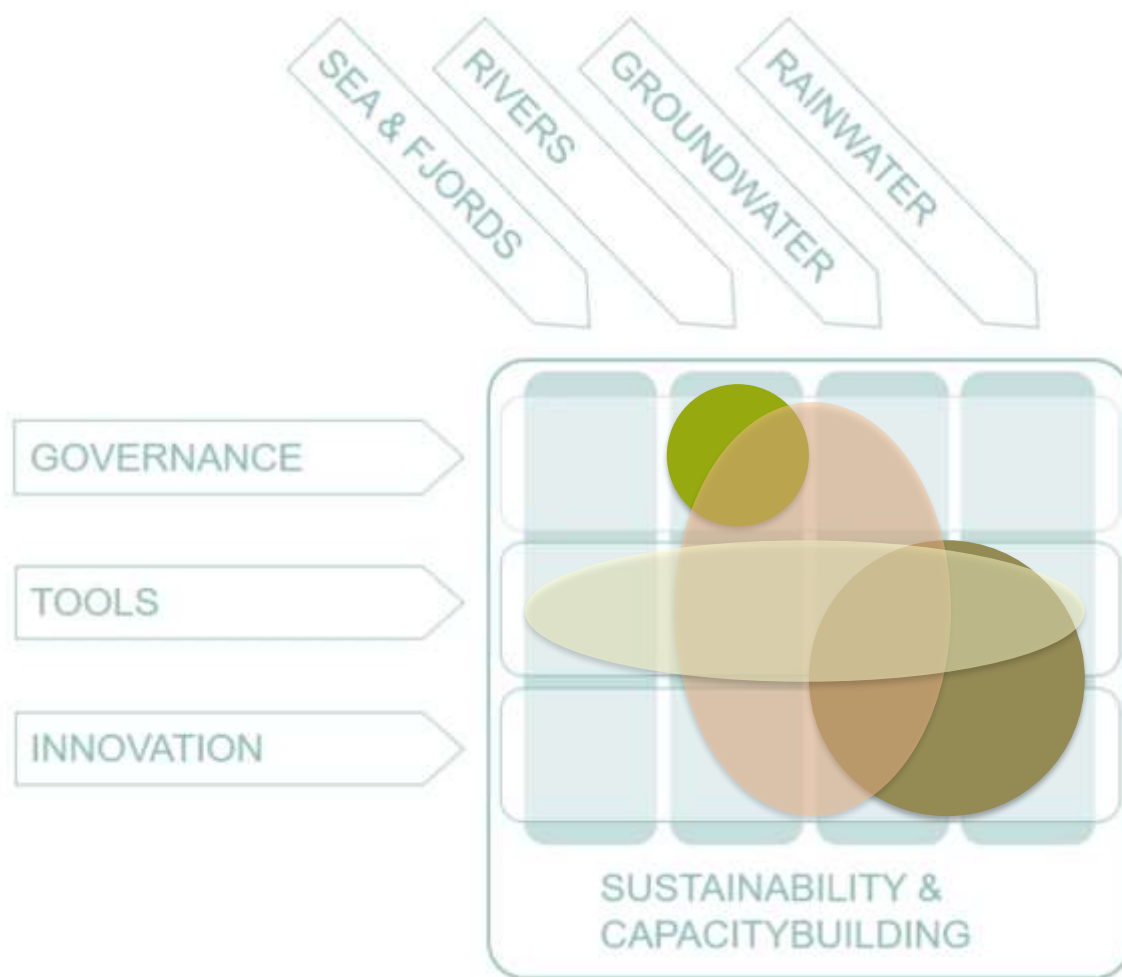 SEA & FJORDS
RIVERS
GROUNDWATER
RAINWATER
GOVERNANCE
TOOLS
INNOVATION
SUSTAINABILITY &
CAPACITYBUILDING